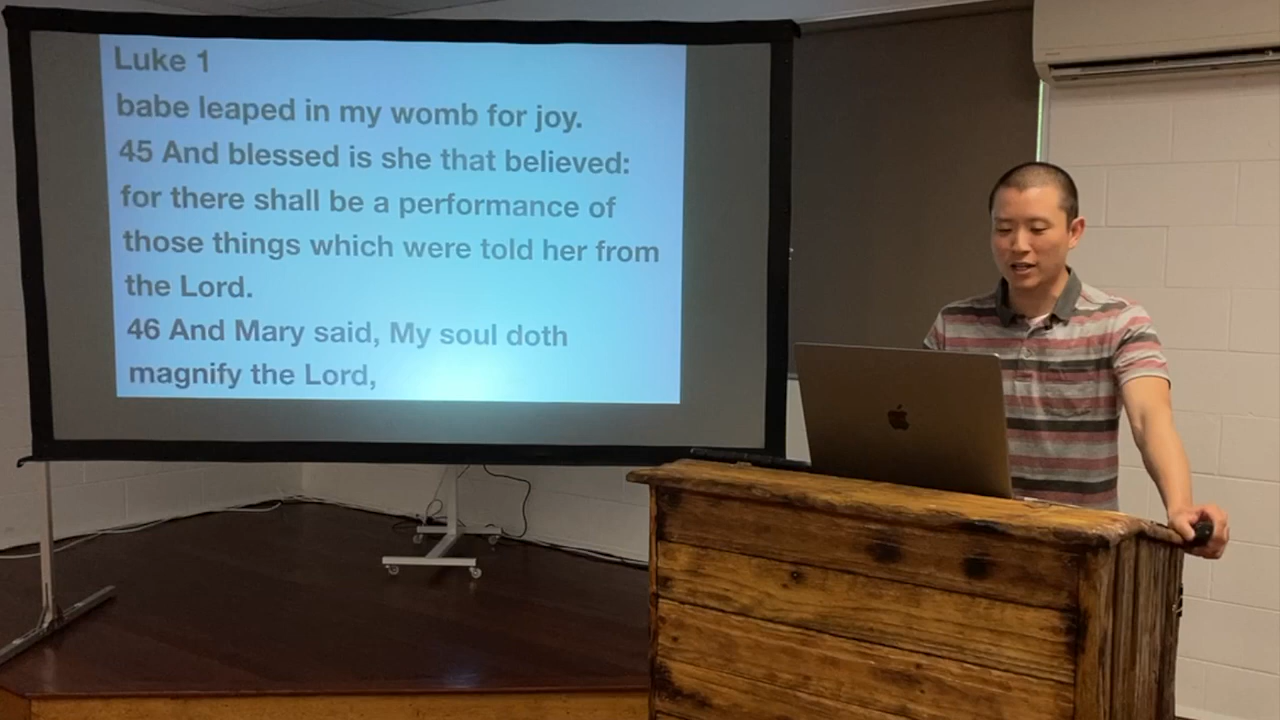 Luke 1
babe leaped in my womb for joy.
45 And blessed is she that believed:
for there shall be a performance of
those things which were told her from
the Lord.
46 And Mary said, My soul doth
magnify the Lord,